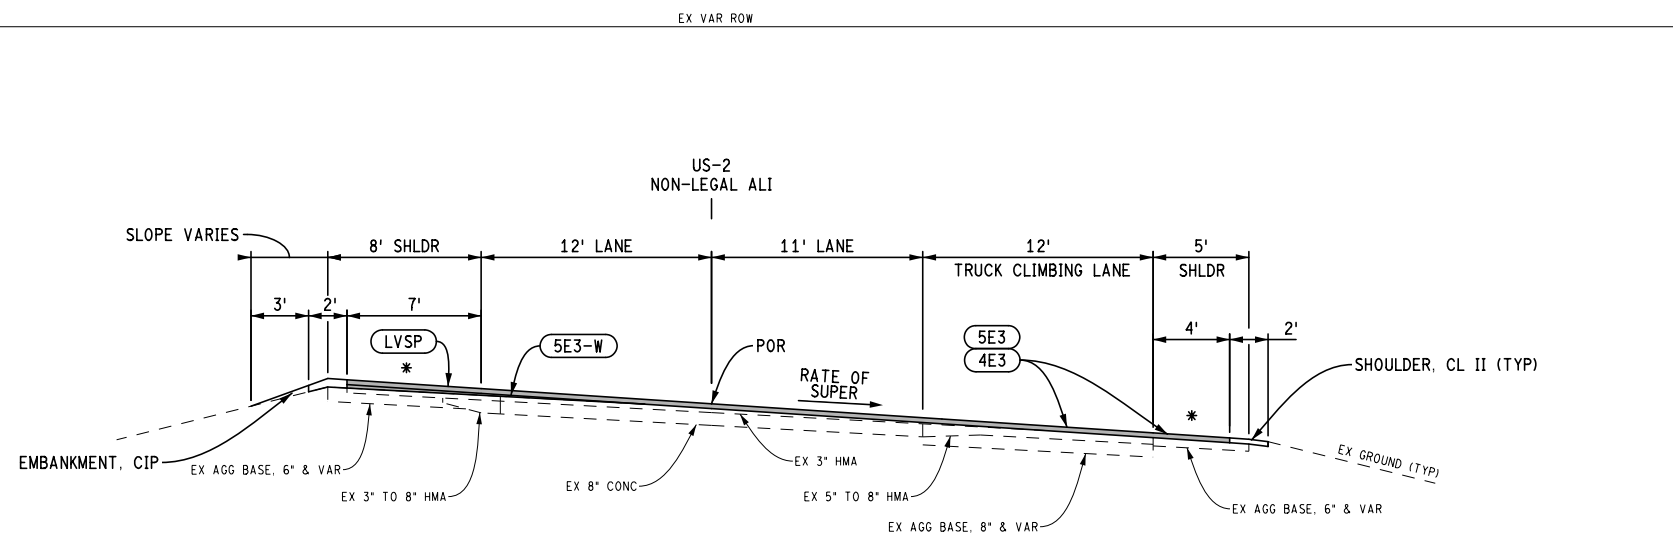 EX VAR ROW
US-2
NON-LEGAL ALI
SLOPE VARIES
8' SHLDR
12' LANE
11' LANE
12'
TRUCK CLIMBING LANE
5'
SHLDR
3'
2'
7'
4'
2'
LVSP
*
5E3-W
POR
RATE OF
SUPER
5E3
4E3
*
SHOULDER, CL II (TYP)
EMBANKMENT, CIP
EX AGG BASE, 6" & VAR
EX 3" TO 8" HMA
EX 8" CONC
EX 3" HMA
EX 5" TO 8" HMA
EX AGG BASE, 8" & VAR
EX AGG BASE, 6" & VAR
EX GROUND (TYP)